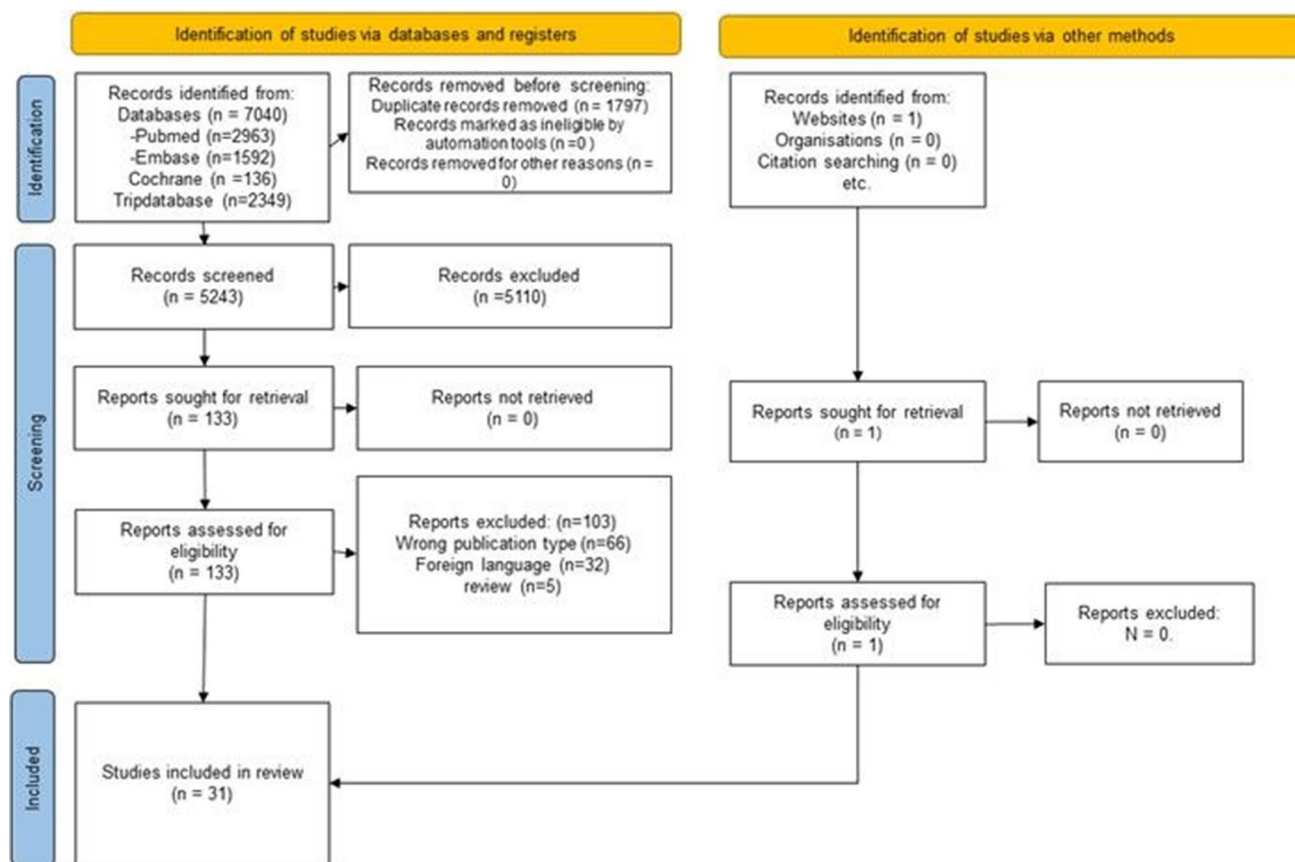 Identification of studies via databases and registers
Identification of studies via other methods
Identification
Records identified from:
Databases (n = 7040)
-Pubmed (n=2963)
-Embase (n=1592)
Cochrane (n =136)
Tripdatabase (n=2349)
Records removed before screening:
Duplicate records removed (n = 1797)
Records marked as ineligible by
automation tools (n =0 )
Records removed for other reasons (n =
0)
Records identified from:
Websites (n = 1)
Organisations (n = 0)
Citation searching (n = 0)
etc.
Screening
Records screened
(n = 5243)
Records excluded
(n =5110)
Reports sought for retrieval
(n = 133)
Reports not retrieved
(n = 0)
Reports sought for retrieval
(n = 1)
Reports not retrieved
(n = 0)
Reports assessed for
eligibility
(n = 133)
Reports excluded: (n=103)
Wrong publication type (n=66)
Foreign language (n=32)
review (n=5)
Reports assessed for
eligibility
(n = 1)
Reports excluded:
N = 0.
Included
Studies included in review
(n = 31)